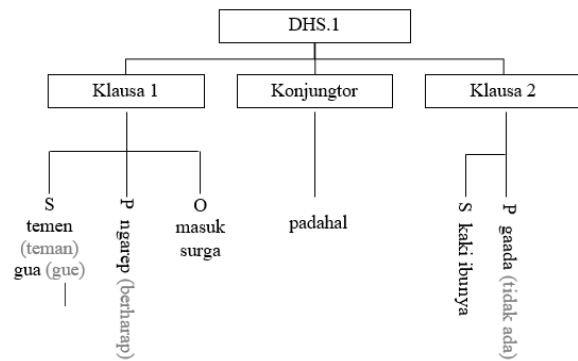 DHS.1
Klausa 1
Konjungtor
Klausa 2
S
temen
(teman)
gua (gue)
P ngarep (berharap)
O
masuk
surga
padahal
S kaki ibunya
P gaada (tidak ada)